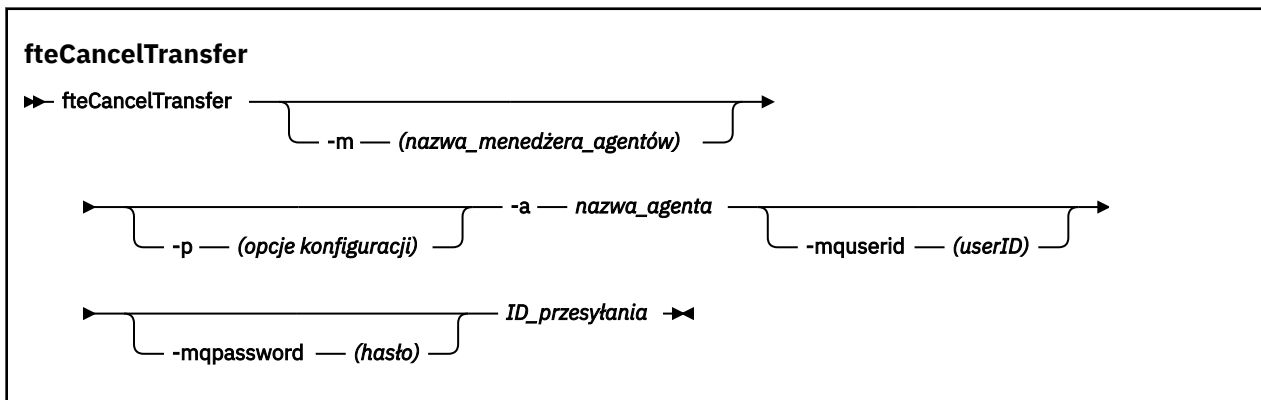 fteCancelTransfer
fteCancelTransfer
-m (nazwa_menedżera_agentów)
-a nazwa_agenta
-p (opcje konfiguracji) -mquserid (userID)
ID_przesyłania
-mqpassword (hasło)